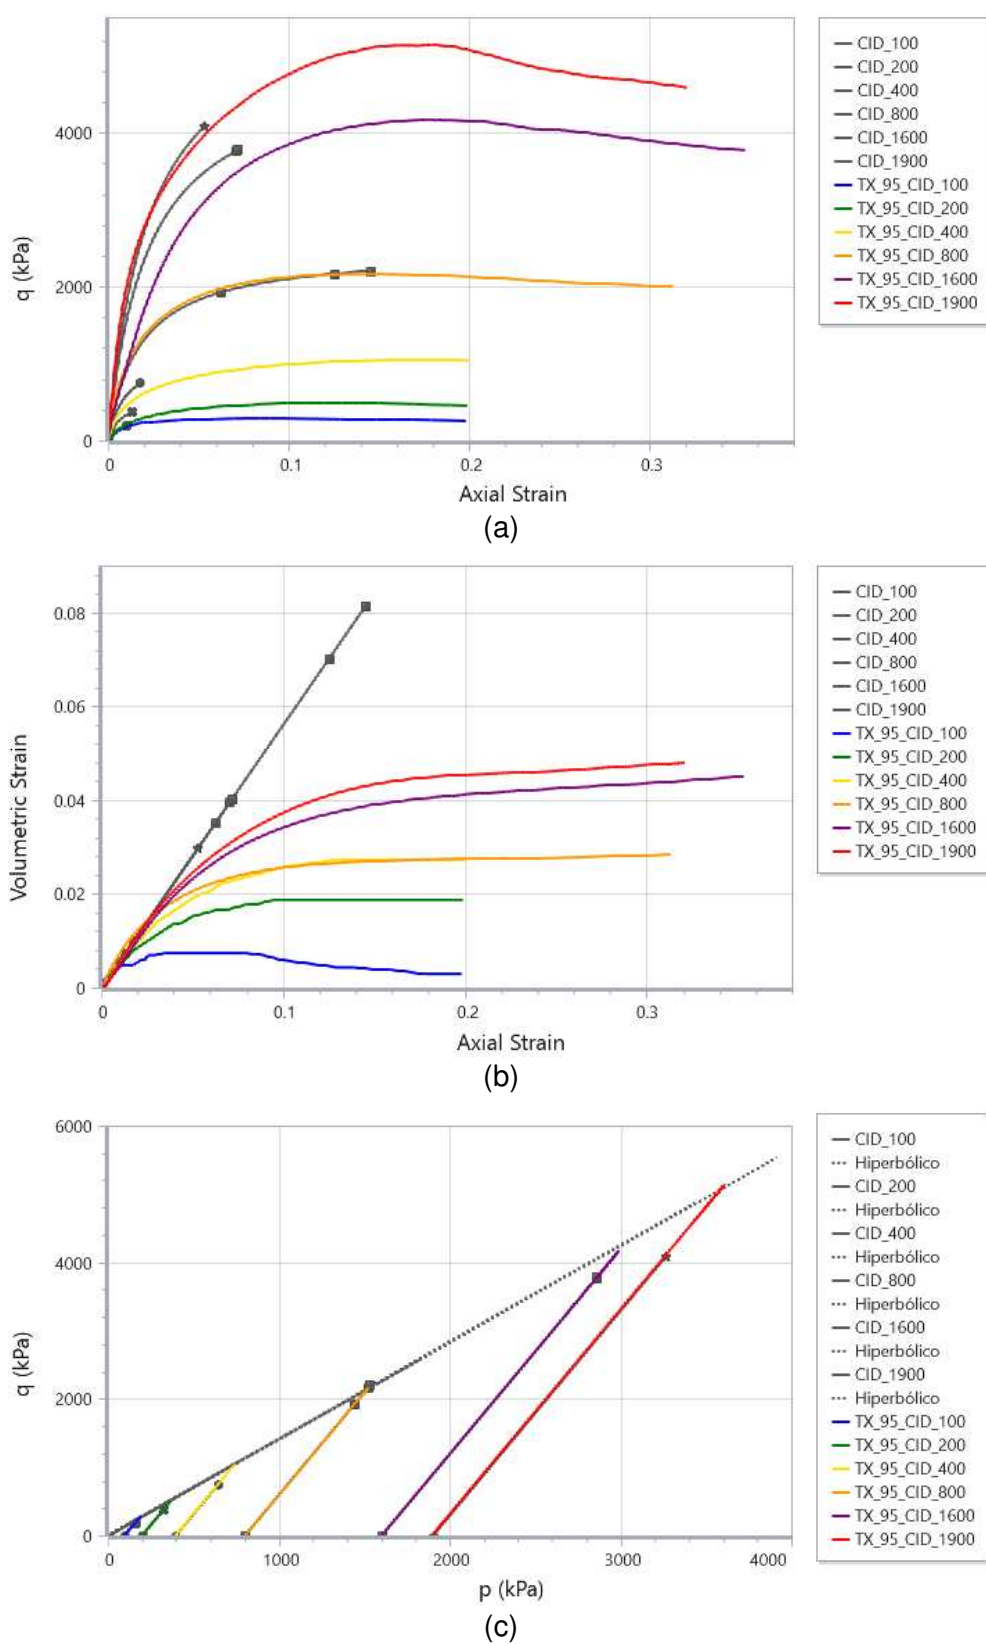 4000
2000
0
q (kPa)
0
0.1
0.2
0.3
Axial Strain
CID_100
CID_200
CID_400
CID_800
CID_1600
CID_1900
TX_95_CID_100
TX_95_CID_200
TX_95_CID_400
TX_95_CID_800
TX_95_CID_1600
TX_95_CID_1900
(a)
0.08
0.06
0.04
0.02
0
Volumetric Strain
0
0.1
0.2
0.3
Axial Strain
CID_100
CID_200
CID_400
CID_800
CID_1600
CID_1900
TX_95_CID_100
TX_95_CID_200
TX_95_CID_400
TX_95_CID_800
TX_95_CID_1600
TX_95_CID_1900
(b)
6000
4000
2000
0
q (kPa)
0
1000
2000
3000
4000
p (kPa)
CID_100
Hiperbólico
CID_200
Hiperbólico
CID_400
Hiperbólico
CID_800
Hiperbólico
CID_1600
Hiperbólico
CID_1900
Hiperbólico
TX_95_CID_100
TX_95_CID_200
TX_95_CID_400
TX_95_CID_800
TX_95_CID_1600
TX_95_CID_1900
(c)